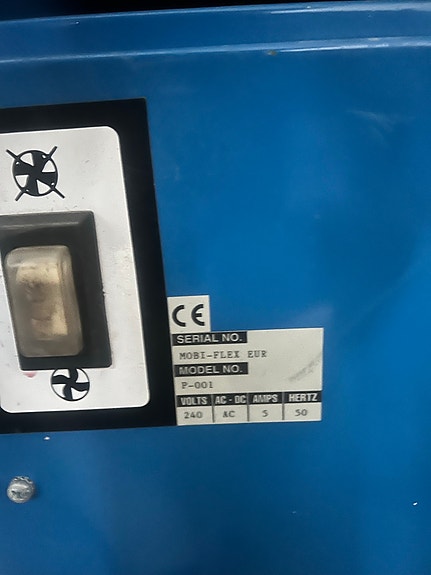 CE
SERIAL NO.
MOBI-FLEX EUR
MODEL NO.
P-001
VOLTS AC - DC AMPS HERTZ
240 AC 5 50